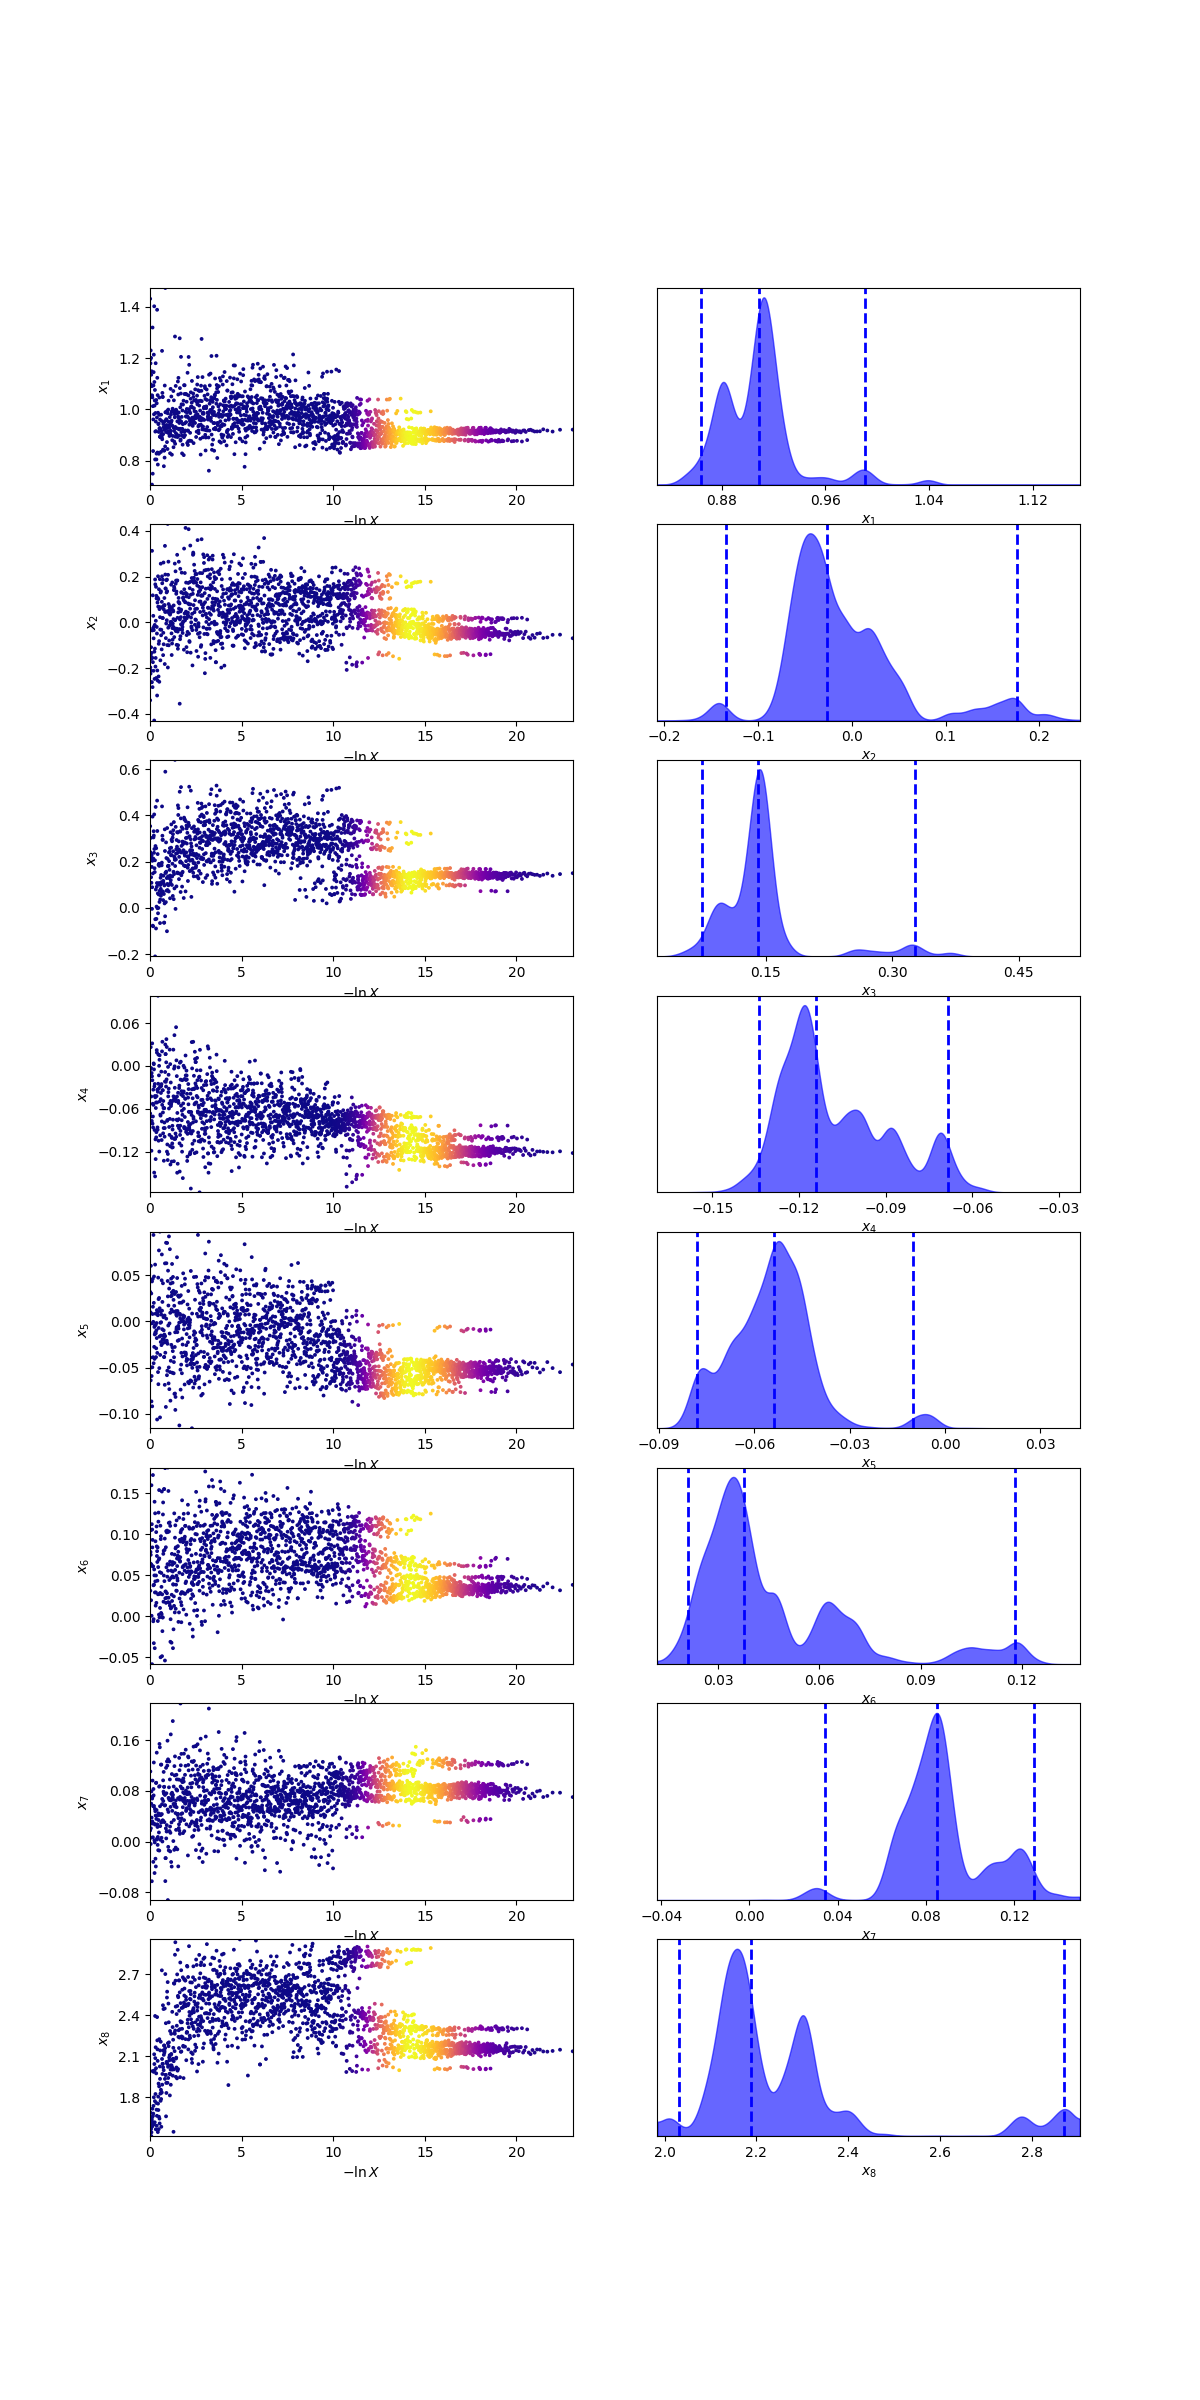 1.4
1.2
1.0
0.8
x₁
0 5 10 15 20
−ln X
0.88 0.96 1.04 1.12
x₁
0.4
0.2
0.0
−0.2
−0.4
x₂
0 5 10 15 20
−ln X
−0.2 −0.1 0.0 0.1 0.2
x₂
0.6
0.4
0.2
0.0
−0.2
x₃
0 5 10 15 20
−ln X
0.15 0.30 0.45
x₃
0.06
0.00
−0.06
−0.12
x₄
0 5 10 15 20
−ln X
−0.15 −0.12 −0.09 −0.06 −0.03
x₄
0.05
0.00
−0.05
−0.10
x₅
0 5 10 15 20
−ln X
−0.09 −0.06 −0.03 0.00 0.03
x₅
0.15
0.10
0.05
0.00
−0.05
x₆
0 5 10 15 20
−ln X
0.03 0.06 0.09 0.12
x₆
0.16
0.08
0.00
−0.08
x₇
0 5 10 15 20
−ln X
−0.04 0.00 0.04 0.08 0.12
x₇
2.7
2.4
2.1
1.8
x₈
0 5 10 15 20
−ln X
2.0 2.2 2.4 2.6 2.8
x₈